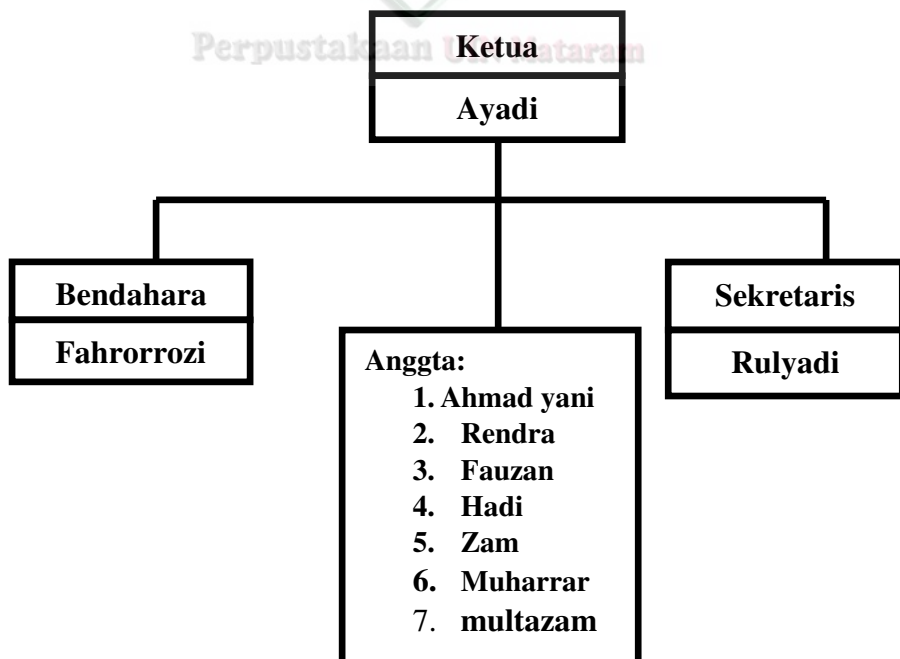 Perpustakaan UIN Mataram
Ketua
Ayadi
Bendahara
Fahrorrozi
Sekretaris
Rulyadi
Anggta:
1. Ahmad yani
2. Rendra
3. Fauzan
4. Hadi
5. Zam
6. Muharrar
7. multazam